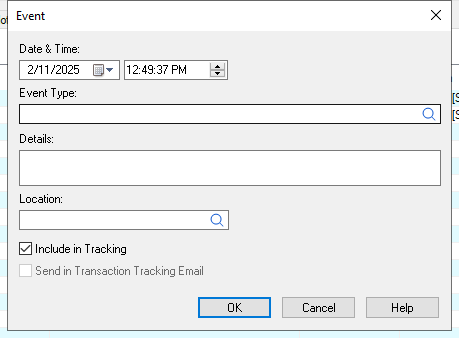 Event
Date & Time:
2/11/2025 12:49:37 PM
Event Type:
Details:
Location:
Include in Tracking
Send in Transaction Tracking Email
OK Cancel Help